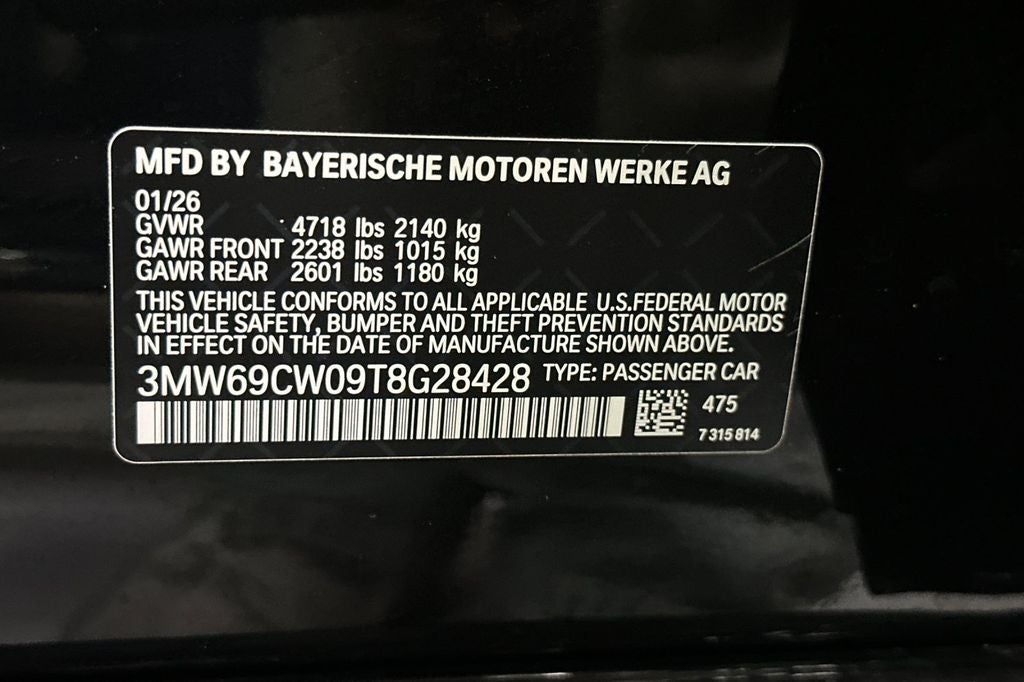 MFD BY BAYERISCHE MOTOREN WERKE AG
01/26
GVWR 4718 lbs 2140 kg
GAWR FRONT 2238 lbs 1015 kg
GAWR REAR 2601 lbs 1180 kg
THIS VEHICLE CONFORMS TO ALL APPLICABLE U.S.FEDERAL MOTOR
VEHICLE SAFETY, BUMPER AND THEFT PREVENTION STANDARDS
IN EFFECT ON THE DATE OF MANUFACTURE SHOWN ABOVE.
3MW69CW09T8G28428 TYPE: PASSENGER CAR
475
7 315 814